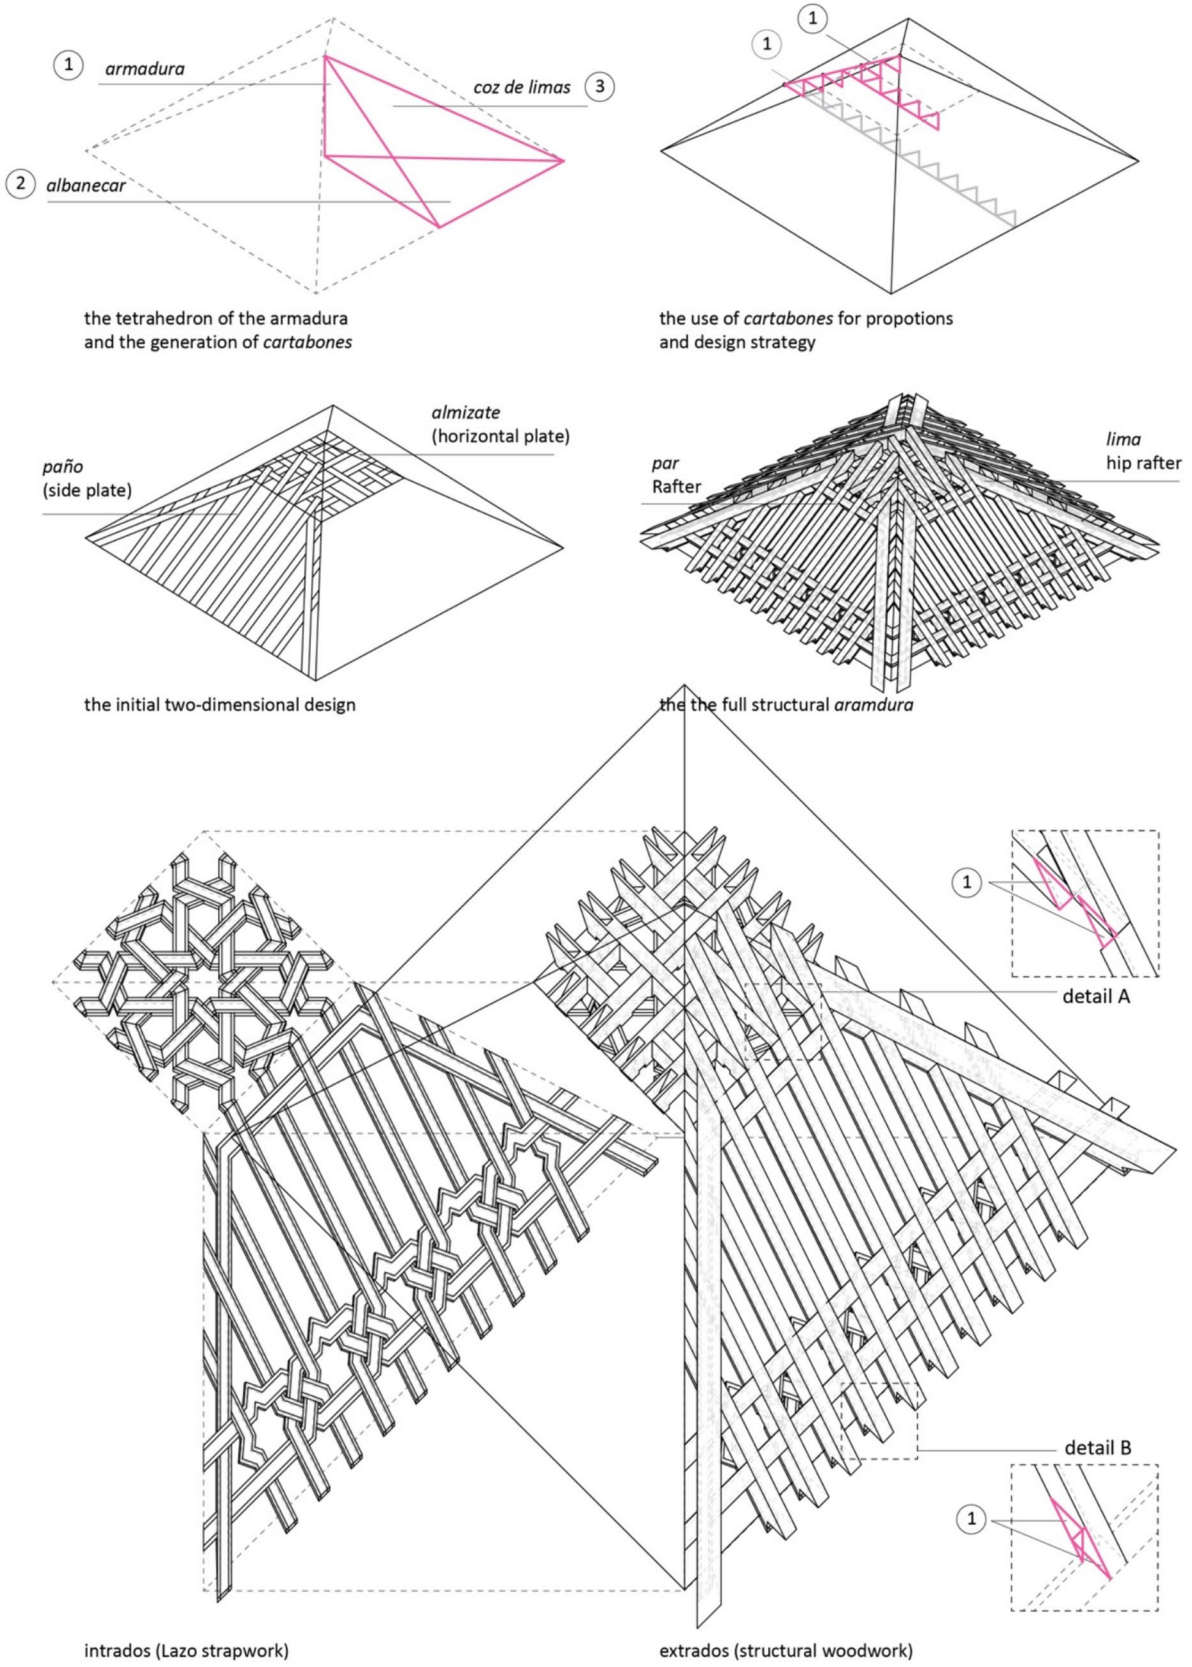 1
armadura
coz de limas 3
2 albanecar
the tetrahedron of the armadura
and the generation of cartabones
1
1
the use of cartabones for propotions
and design strategy
almizate
(horizontal plate)
paño
(side plate)
the initial two-dimensional design
par
Rafter
lima
hip rafter
the the full structural aramdura
1
detail A
detail B
1
intrados (Lazo strapwork)
extrados (structural woodwork)